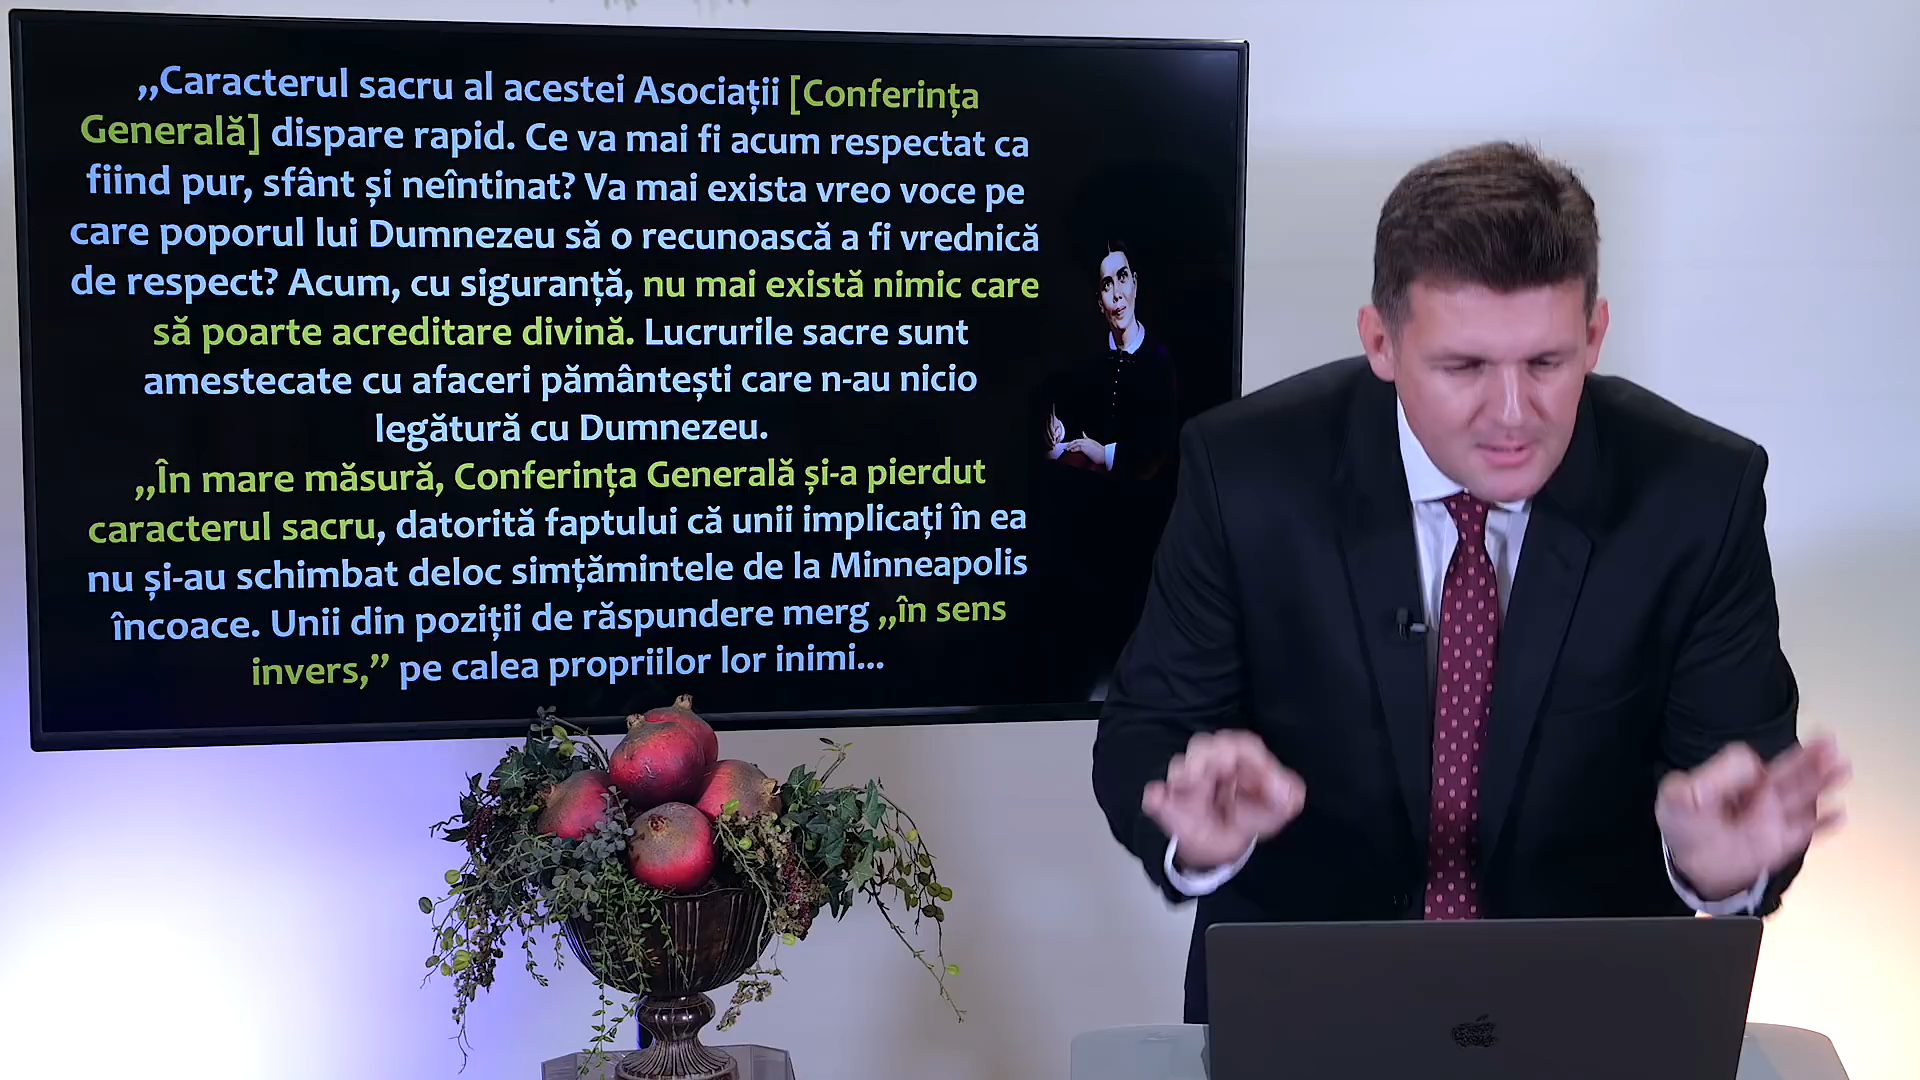 „Caracterul sacru al acestei Asociații [Conferința
Generală] dispare rapid. Ce va mai fi acum respectat ca
fiind pur, sfânt și neîntinat? Va mai exista vreo voce pe
care poporul lui Dumnezeu să o recunoască a fi vrednică
de respect? Acum, cu siguranță, nu mai există nimic care
să poarte acreditare divină. Lucrurile sacre sunt
amestecate cu afaceri pământești care n-au nicio
legătură cu Dumnezeu.
„În mare măsură, Conferința Generală și-a pierdut
caracterul sacru, datorită faptului că unii implicați în ea
nu și-au schimbat deloc simțămintele de la Minneapolis
încoace. Unii din poziții de răspundere merg „în sens
invers,” pe calea propriilor lor inimi...